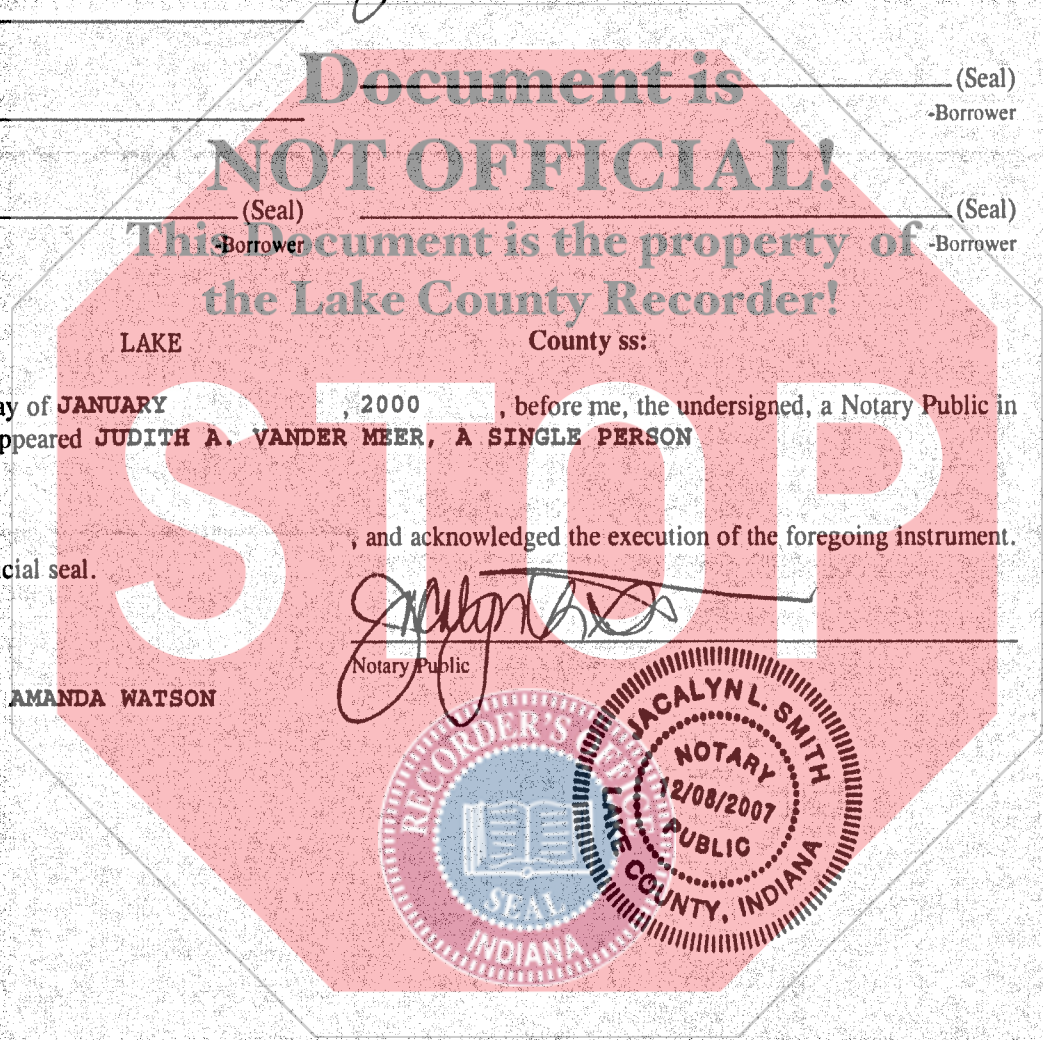 Document is
(Seal)
-Borrower
NOT OFFICIAL!
(Seal)
(Seal)
-Borrower
-Borrower
This Document is the property of
the Lake County Recorder!
LAKE County ss:
ay of JANUARY , 2000 , before me, the undersigned, a Notary Public in
ppeared JUDITH A. VANDER MEER, A SINGLE PERSON
STOP
, and acknowledged the execution of the foregoing instrument.
cial seal.
Notary Public
AMANDA WATSON
RECORDER'S OFFICE
SEAL
INDIANA
JACALYN L. SMITH
NOTARY
12/08/2007
PUBLIC
LAKE COUNTY, INDIANA